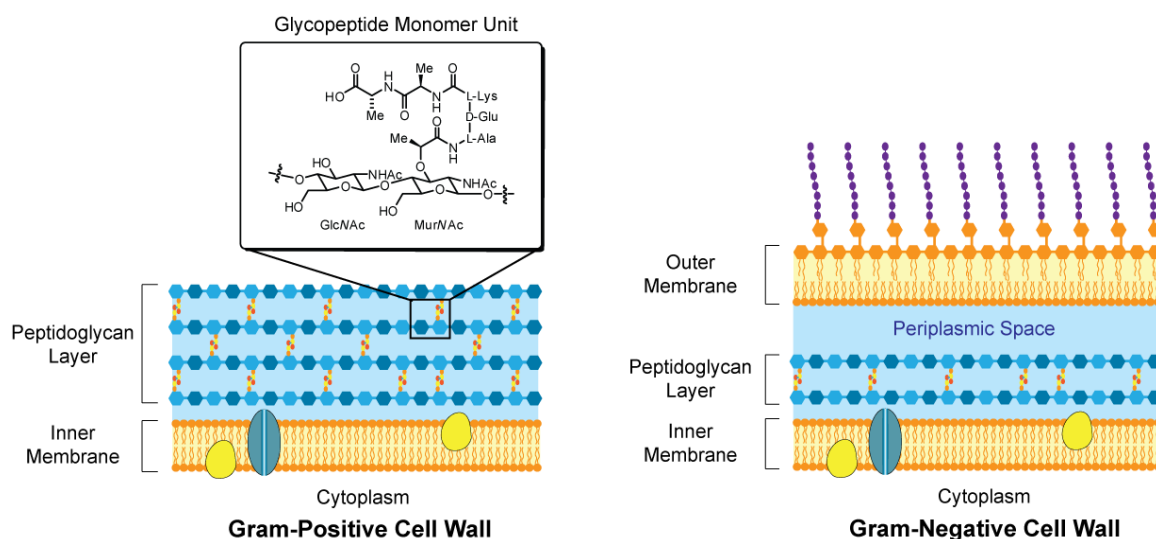 Glycopeptide Monomer Unit
O
Me
H
N
O
HO
N
H
L-Lys
Me
O
D-Glu
O
Me
L-Ala
N
H
HO
O
NHAc
O
NHAc
O
O
O
O
O
HO
HO
GlcNAc
MurNAc
Peptidoglycan
Layer
Inner
Membrane
Cytoplasm
Gram-Positive Cell Wall
Outer
Membrane
Periplasmic Space
Peptidoglycan
Layer
Inner
Membrane
Cytoplasm
Gram-Negative Cell Wall